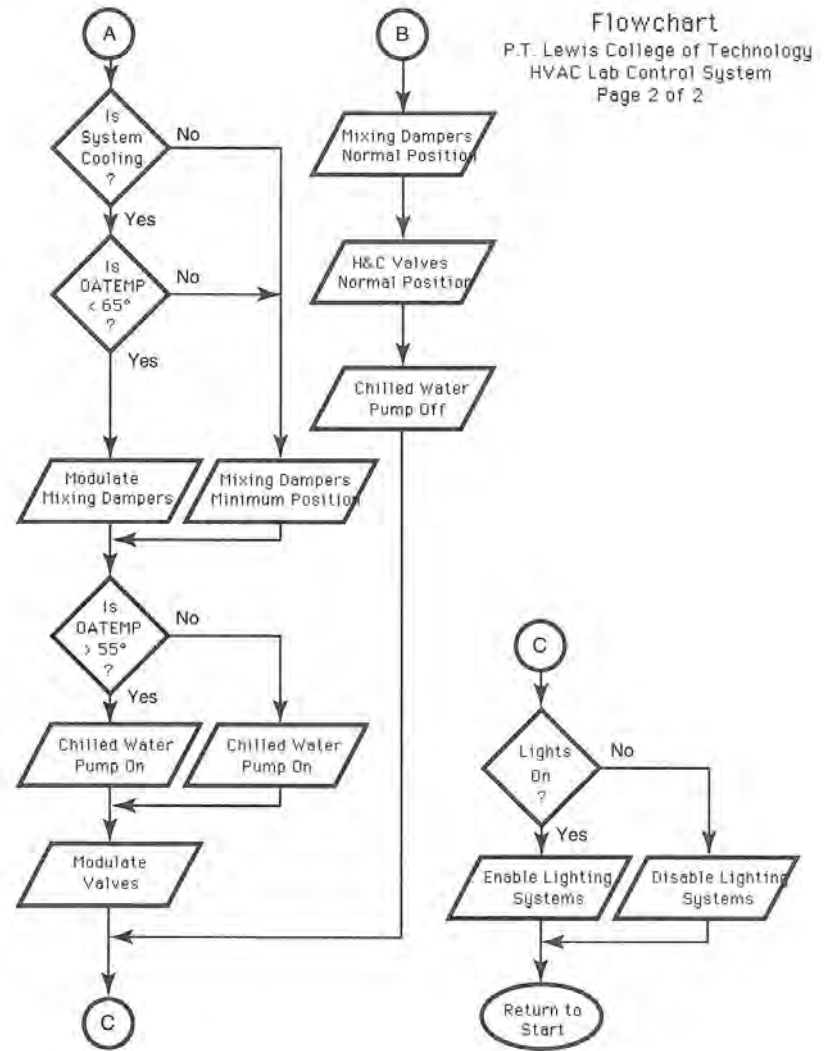 Flowchart
P.T. Lewis College of Technology
HVAC Lab Control System
Page 2 of 2
A
Is
System
Cooling
?
No
Yes
Is
OATEMP
< 65°
?
No
Yes
Modulate
Mixing Dampers
Mixing Dampers
Minimum Position
Is
OATEMP
> 55°
?
No
Yes
Chilled Water
Pump On
Chilled Water
Pump On
Modulate
Valves
C
B
Mixing Dampers
Normal Position
H&C Valves
Normal Position
Chilled Water
Pump Off
C
Lights
On
?
No
Yes
Enable Lighting
Systems
Disable Lighting
Systems
Return to
Start